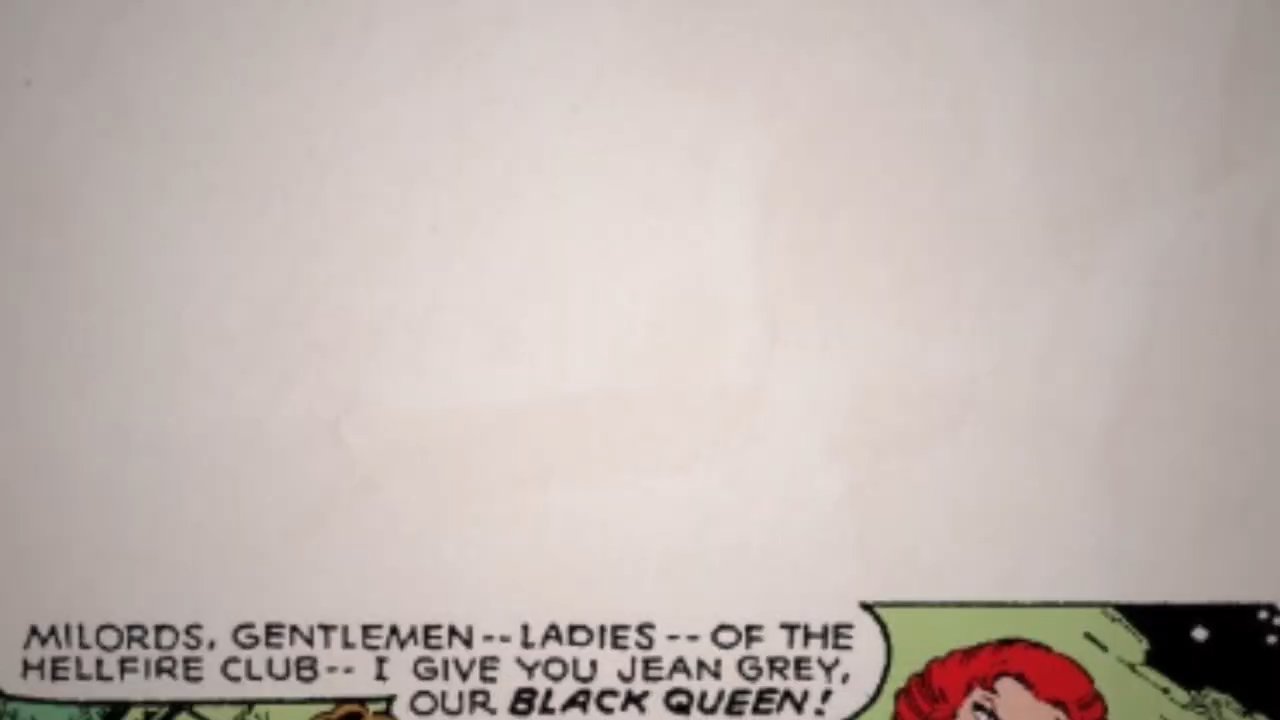 MILORDS, GENTLEMEN--LADIES--OF THE
HELLFIRE CLUB--I GIVE YOU JEAN GREY,
OUR BLACK QUEEN!